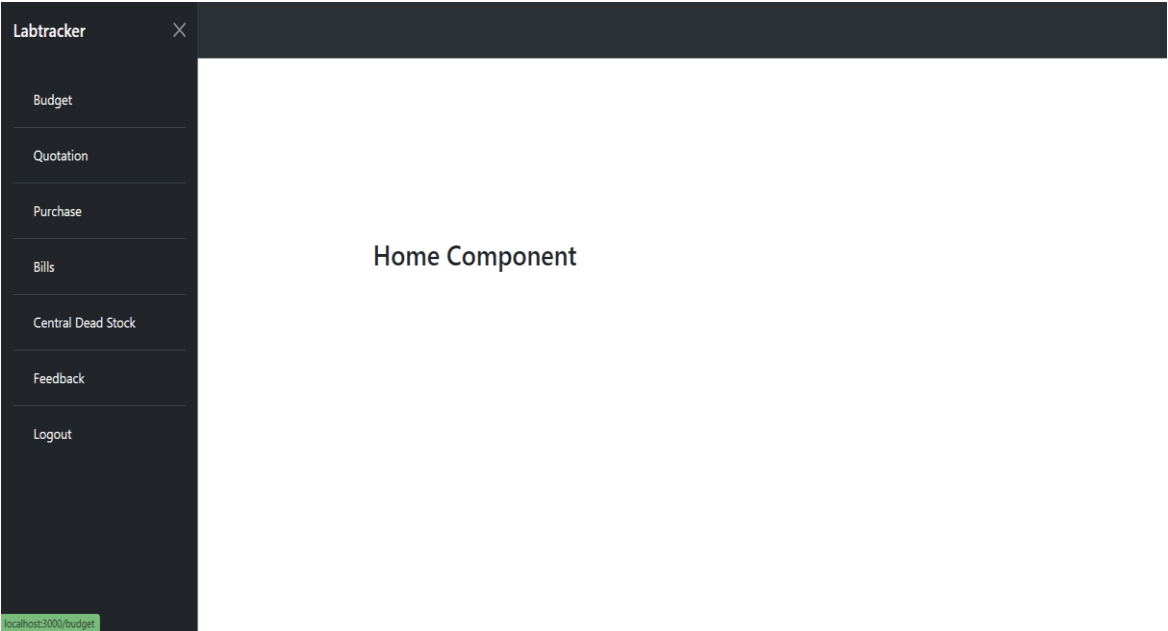 Labtracker
Budget
Quotation
Purchase
Home Component
Bills
Central Dead Stock
Feedback
Logout
localhost:3000/budget